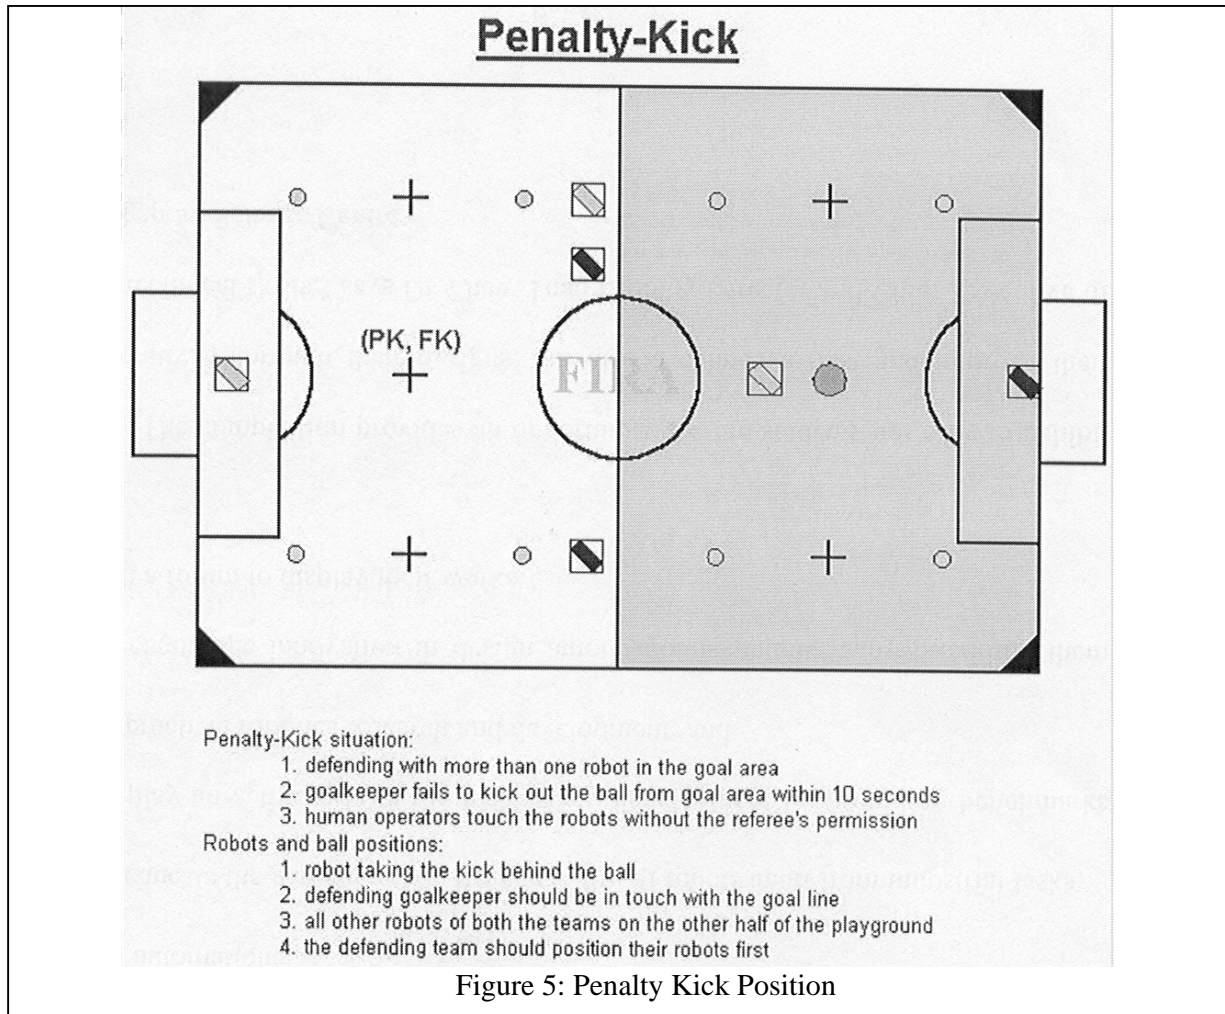 Penalty-Kick
(PK, FK)
FIRA
Penalty-Kick situation:
1. defending with more than one robot in the goal area
2. goalkeeper fails to kick out the ball from goal area within 10 seconds
3. human operators touch the robots without the referee's permission
Robots and ball positions:
1. robot taking the kick behind the ball
2. defending goalkeeper should be in touch with the goal line
3. all other robots of both the teams on the other half of the playground
4. the defending team should position their robots first
Figure 5: Penalty Kick Position